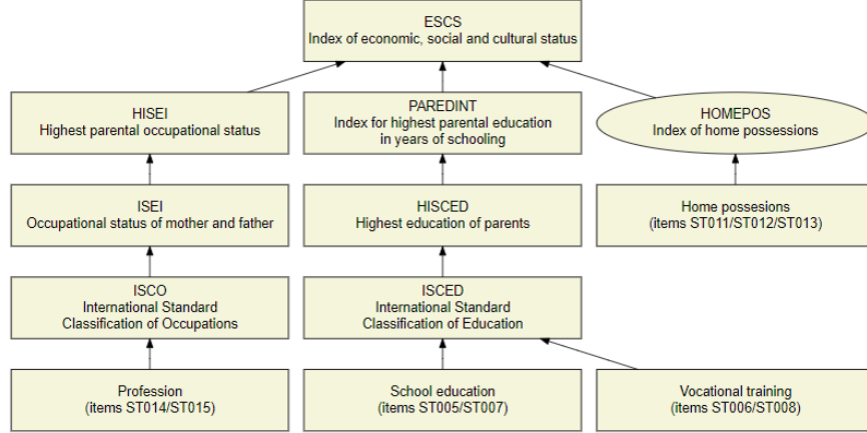 ESCS
Index of economic, social and cultural status
HISEI
Highest parental occupational status
PAREDINT
Index for highest parental education
in years of schooling
HOMEPOS
Index of home possessions
ISEI
Occupational status of mother and father
HISCED
Highest education of parents
Home possesions
(items ST011/ST012/ST013)
ISCO
International Standard
Classification of Occupations
ISCED
International Standard
Classification of Education
Profession
(items ST014/ST015)
School education
(items ST005/ST007)
Vocational training
(items ST006/ST008)